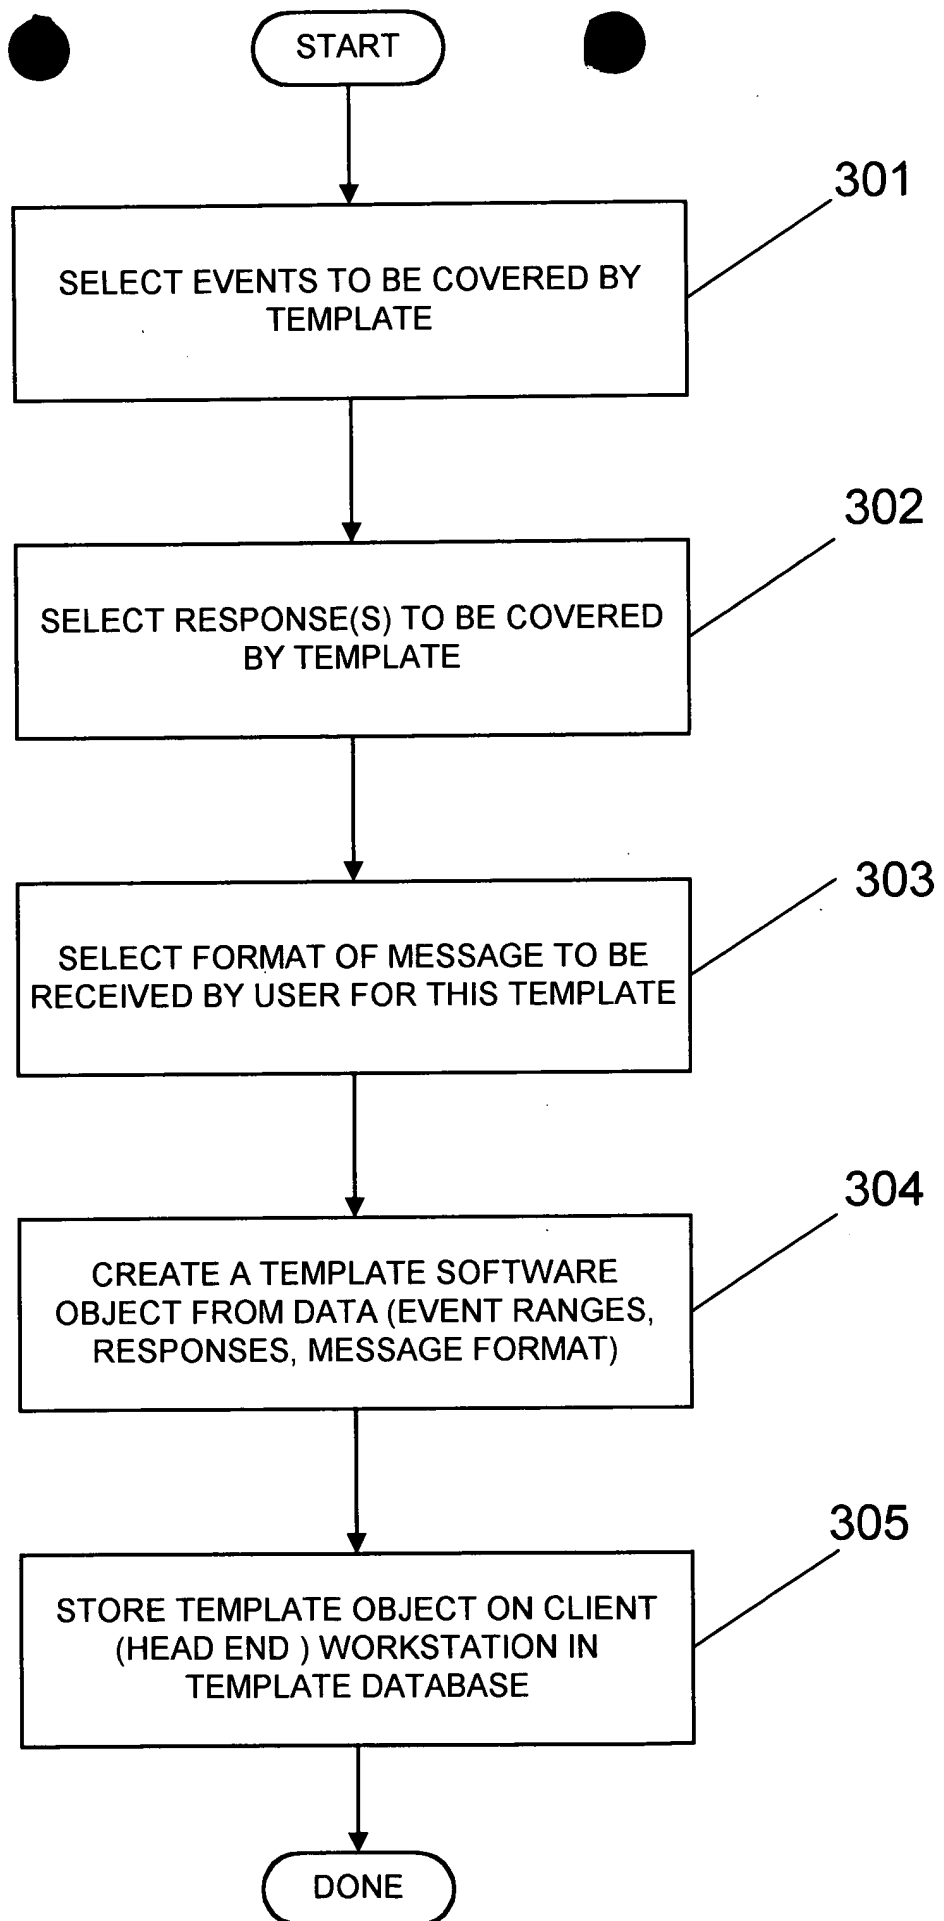 START
301
SELECT EVENTS TO BE COVERED BY
TEMPLATE
302
SELECT RESPONSE(S) TO BE COVERED
BY TEMPLATE
303
SELECT FORMAT OF MESSAGE TO BE
RECEIVED BY USER FOR THIS TEMPLATE
304
CREATE A TEMPLATE SOFTWARE
OBJECT FROM DATA (EVENT RANGES,
RESPONSES, MESSAGE FORMAT)
305
STORE TEMPLATE OBJECT ON CLIENT
(HEAD END ) WORKSTATION IN
TEMPLATE DATABASE
DONE